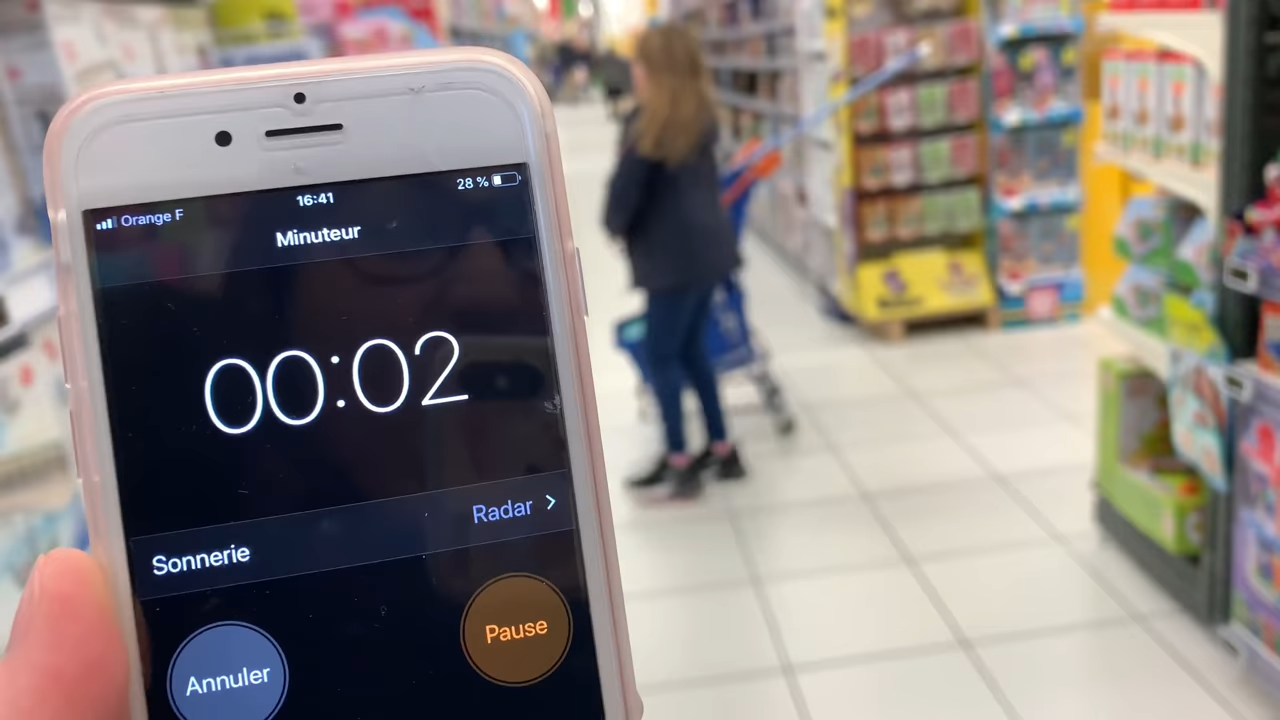 Orange F 16:41 28 %
Minuteur
00:02
Sonnerie Radar
Annuler Pause